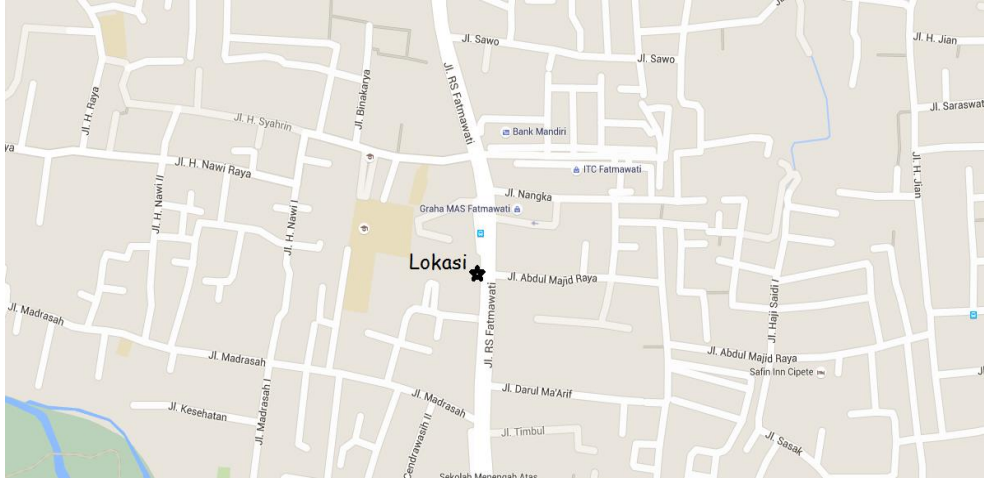 Jl. Sawo
Jl. H. Jian
Jl. Sawo
Jl. RS Fatmawati
Jl. Binakarya
Jl. H. Raya
Jl. Saraswat
Jl. H. Syahrin
Bank Mandiri
ya
Jl. H. Nawi Raya
ITC Fatmawati
Jl. H. Jian
Jl. Nangka
Jl. H. Nawi II
Jl. H. Nawi I
Graha MAS Fatmawati
Lokasi
Jl. Abdul Majid Raya
Jl. Haji Saidi I
Jl. Madrasah
Jl. RS Fatmawati
Jl. Madrasah
Jl. Abdul Majid Raya
Safin Inn Cipete
Jl. Madrasah I
Jl. Madrasah
Jl. Darul Ma'Arif
Jl. Kesehatan
Cendrawasih II
Jl. Timbul
Jl. Sasak
Sekolah Menengah Atas